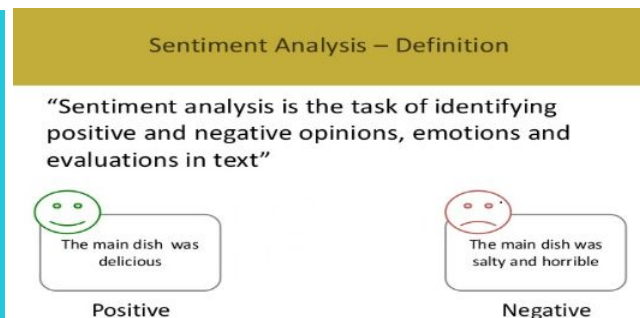 Sentiment Analysis – Definition
“Sentiment analysis is the task of identifying
positive and negative opinions, emotions and
evaluations in text”
The main dish was
delicious
Positive
The main dish was
salty and horrible
Negative